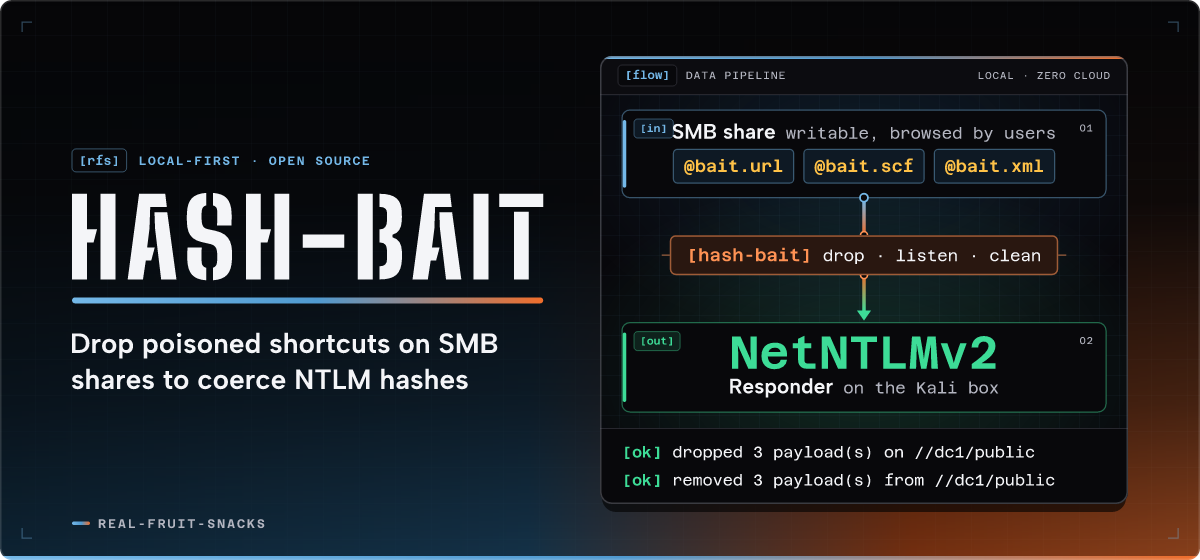 [rfs] LOCAL-FIRST · OPEN SOURCE
HASH-BAIT
Drop poisoned shortcuts on SMB
shares to coerce NTLM hashes
REAL-FRUIT-SNACKS
[flow] DATA PIPELINE LOCAL · ZERO CLOUD
[in] SMB share writable, browsed by users 01
@bait.url @bait.scf @bait.xml
[hash-bait] drop · listen · clean
[out] NetNTLMv2 02
Responder on the Kali box
[ok] dropped 3 payload(s) on //dc1/public
[ok] removed 3 payload(s) from //dc1/public